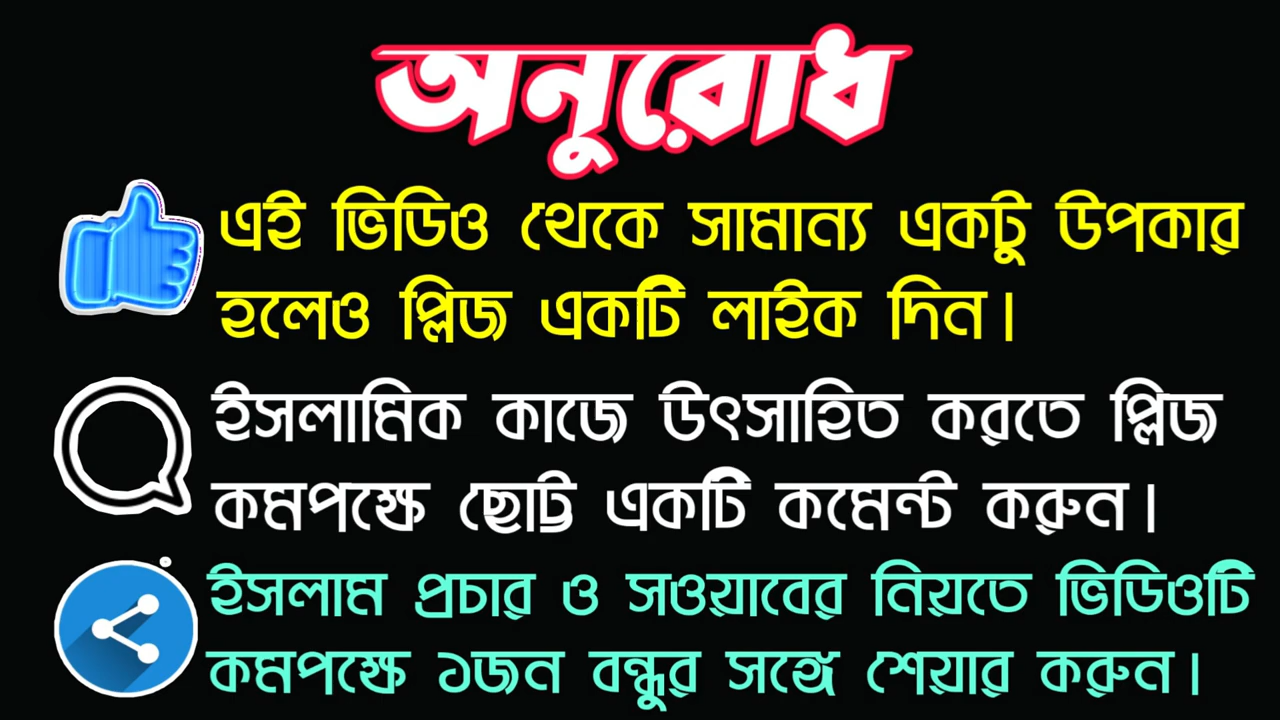 অনুরোধ
এই ভিডিও থেকে সামান্য একটু উপকার
হলেও প্লিজ একটি লাইক দিন।
ইসলামিক কাজে উৎসাহিত করতে প্লিজ
কমপক্ষে ছোট্ট একটি কমেন্ট করুন।
ইসলাম প্রচার ও সওয়াবের নিয়তে ভিডিওটি
কমপক্ষে ১জন বন্ধুর সঙ্গে শেয়ার করুন।